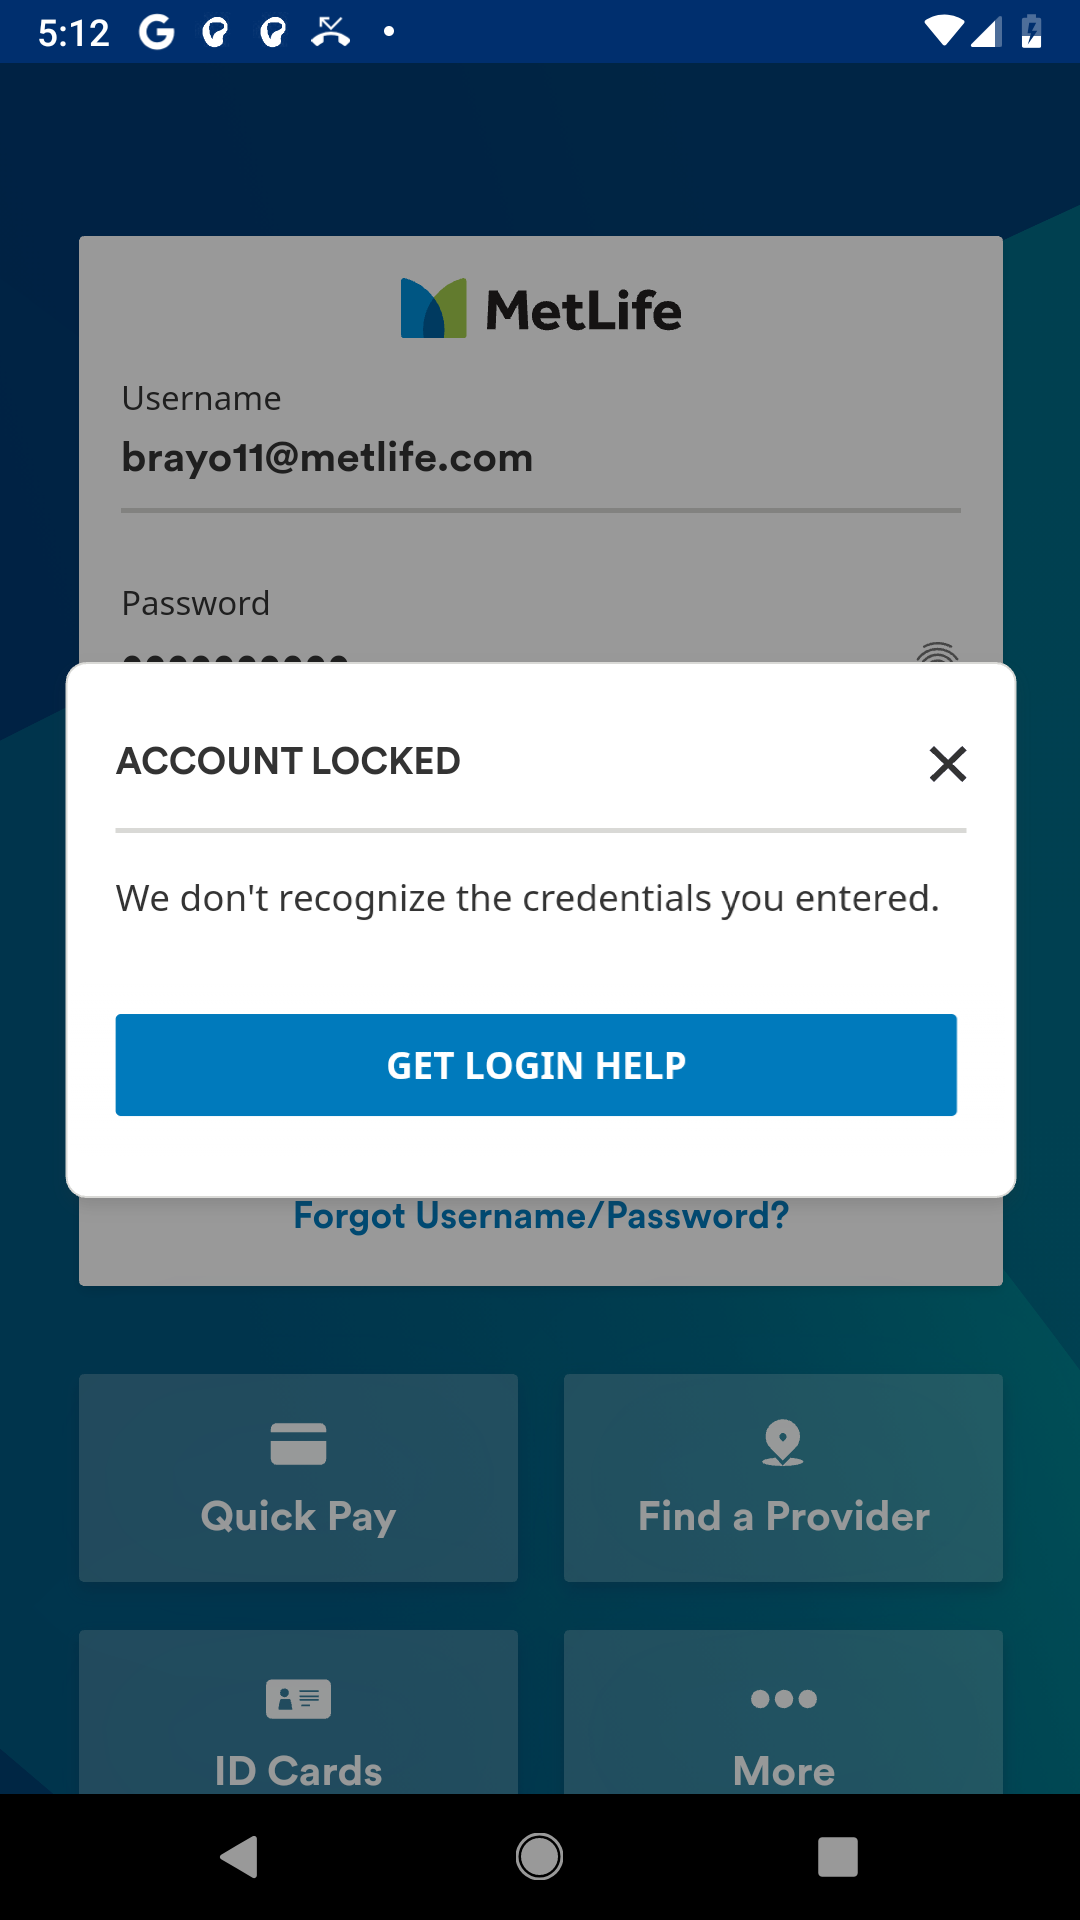 5:12
MetLife
Username
brayo11@metlife.com
Password
ACCOUNT LOCKED
We don't recognize the credentials you entered.
GET LOGIN HELP
Forgot Username/Password?
Quick Pay
Find a Provider
ID Cards
More